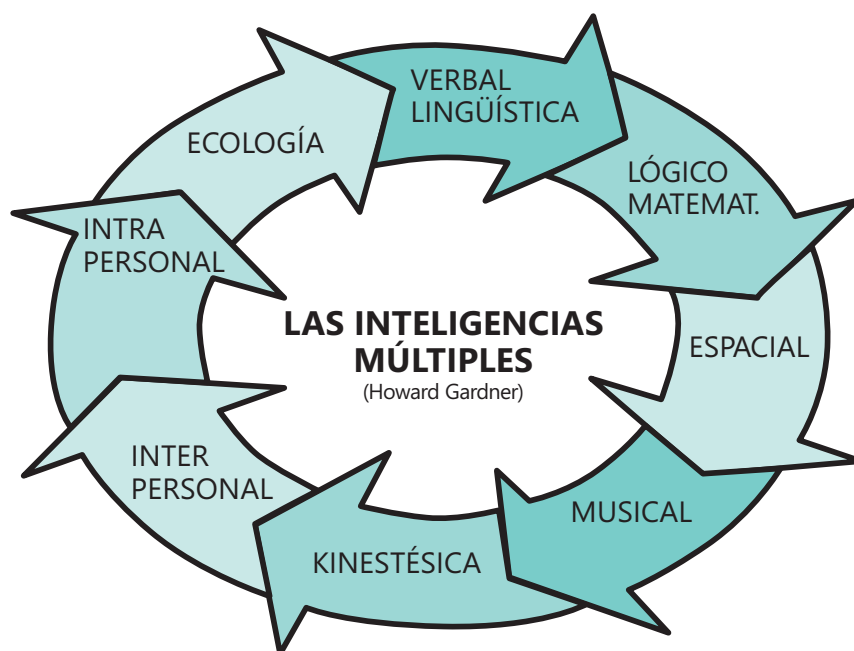 VERBAL
LINGÜÍSTICA
LÓGICO
MATEMAT.
ESPACIAL
MUSICAL
KINESTÉSICA
INTER
PERSONAL
INTRA
PERSONAL
ECOLOGÍA
LAS INTELIGENCIAS
MÚLTIPLES
(Howard Gardner)